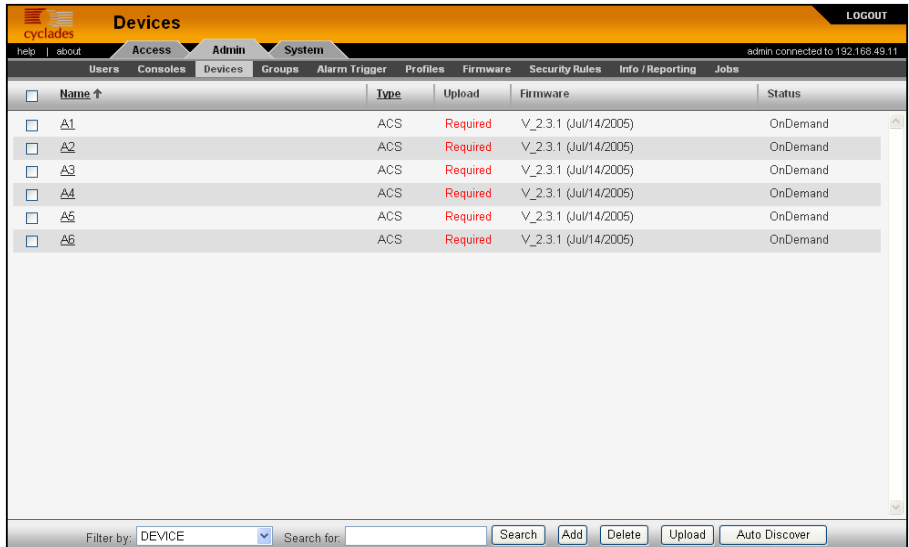 cyclades
Devices
LOGOUT
help | about
Access Admin System
admin connected to 192.168.49.11
Users Consoles Devices Groups Alarm Trigger Profiles Firmware Security Rules Info / Reporting Jobs
Name ↑ Type Upload Firmware Status
A1 ACS Required V_2.3.1 (Jul/14/2005) OnDemand
A2 ACS Required V_2.3.1 (Jul/14/2005) OnDemand
A3 ACS Required V_2.3.1 (Jul/14/2005) OnDemand
A4 ACS Required V_2.3.1 (Jul/14/2005) OnDemand
A5 ACS Required V_2.3.1 (Jul/14/2005) OnDemand
A6 ACS Required V_2.3.1 (Jul/14/2005) OnDemand
Filter by: DEVICE Search for: Search Add Delete Upload Auto Discover